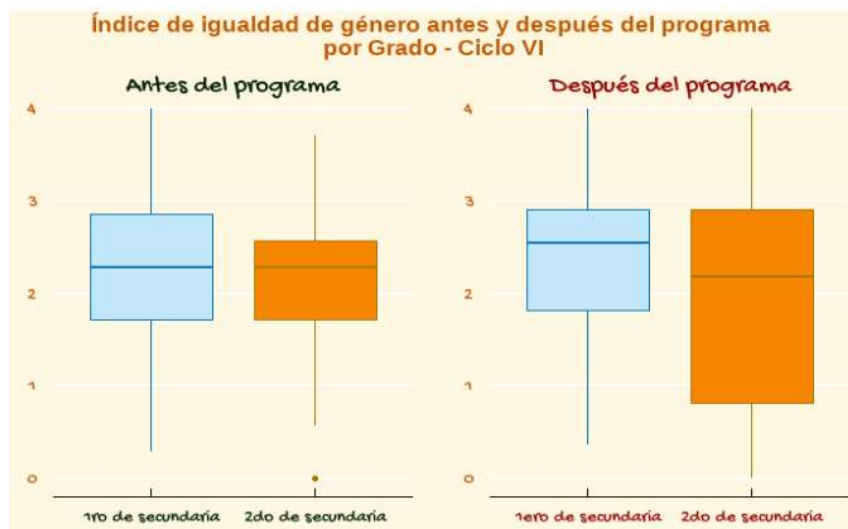 Índice de igualdad de género antes y después del programa
por Grado - Ciclo VI
Antes del programa
4
3
2
1
0
1ro de secundaria
2do de secundaria
Después del programa
4
3
2
1
0
1ero de secundaria
2do de secundaria